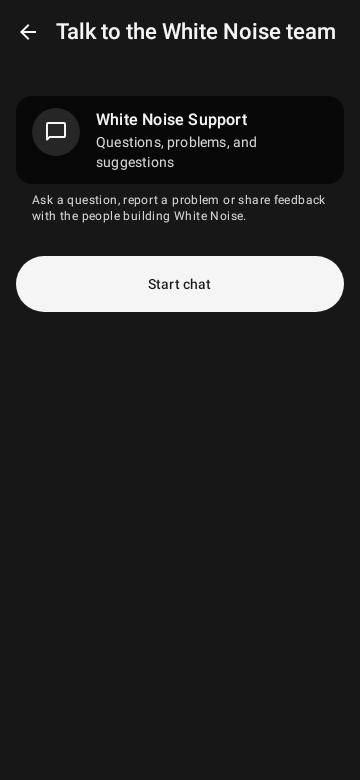 Talk to the White Noise team
White Noise Support
Questions, problems, and
suggestions
Ask a question, report a problem or share feedback
with the people building White Noise.
Start chat